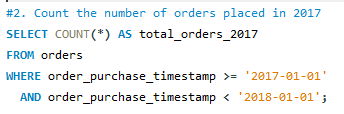 #2. Count the number of orders placed in 2017
SELECT COUNT(*) AS total_orders_2017
FROM orders
WHERE order_purchase_timestamp >= '2017-01-01'
  AND order_purchase_timestamp < '2018-01-01';